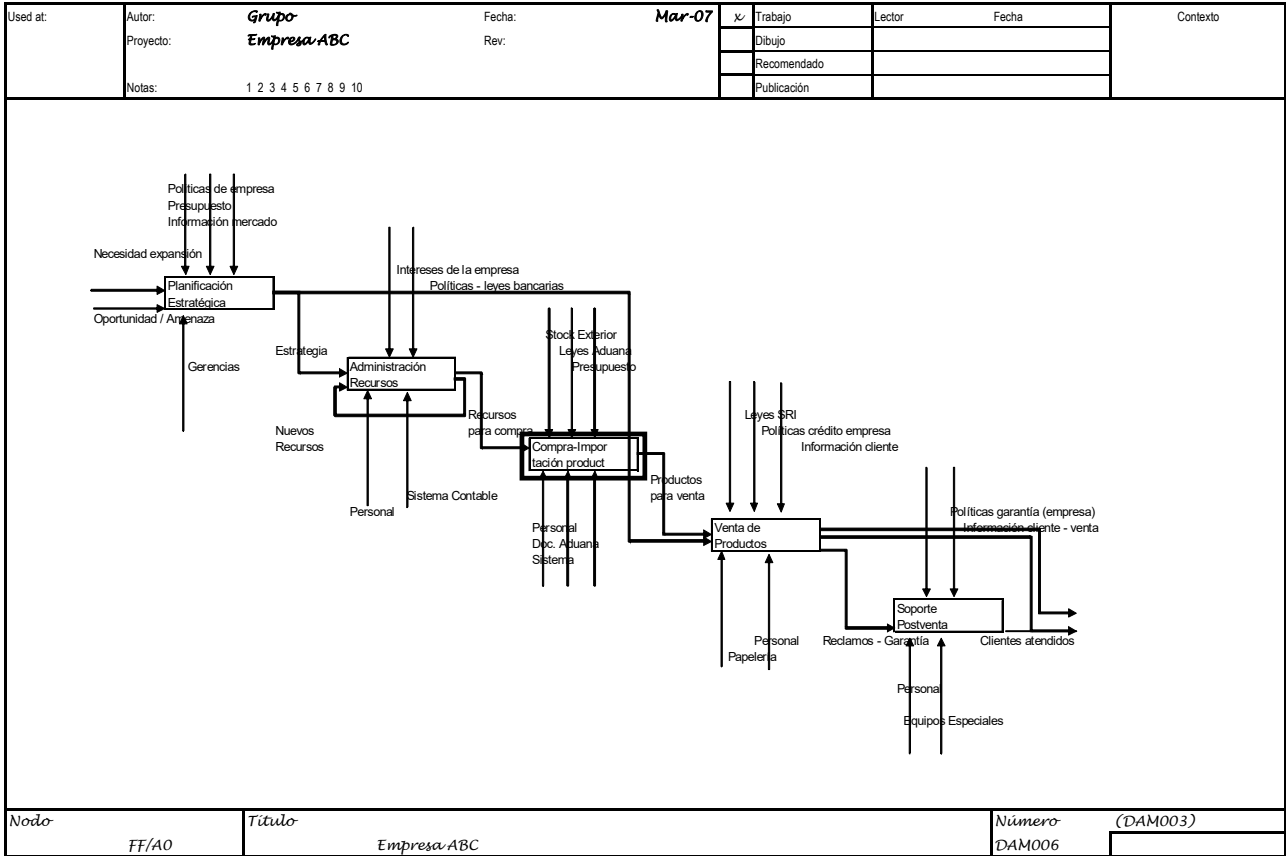 Used at:
Autor:
Grupo
Fecha:
Mar-07
x
Trabajo
Lector
Fecha
Contexto
Proyecto:
Empresa ABC
Rev:
Dibujo
Recomendado
Notas:
1 2 3 4 5 6 7 8 9 10
Publicación
Políticas de empresa
Presupuesto
Información mercado
Necesidad expansión
Planificación
Estratégica
Oportunidad / Amenaza
Gerencias
Intereses de la empresa
Políticas - leyes bancarias
Estrategia
Administración
Recursos
Nuevos
Recursos
Personal
Sistema Contable
Stock Exterior
Leyes Aduana
Presupuesto
Recursos
para compra
Compra-Impor
tación product
Personal
Doc. Aduana
Sistema
Productos
para venta
Leyes SRI
Políticas crédito empresa
Información cliente
Venta de
Productos
Personal
Papelería
Políticas garantía (empresa)
Información cliente - venta
Soporte
Postventa
Reclamos - Garantía
Clientes atendidos
Personal
Equipos Especiales
Nodo
FF/A0
Título
Empresa ABC
Número
DAM006
(DAM003)